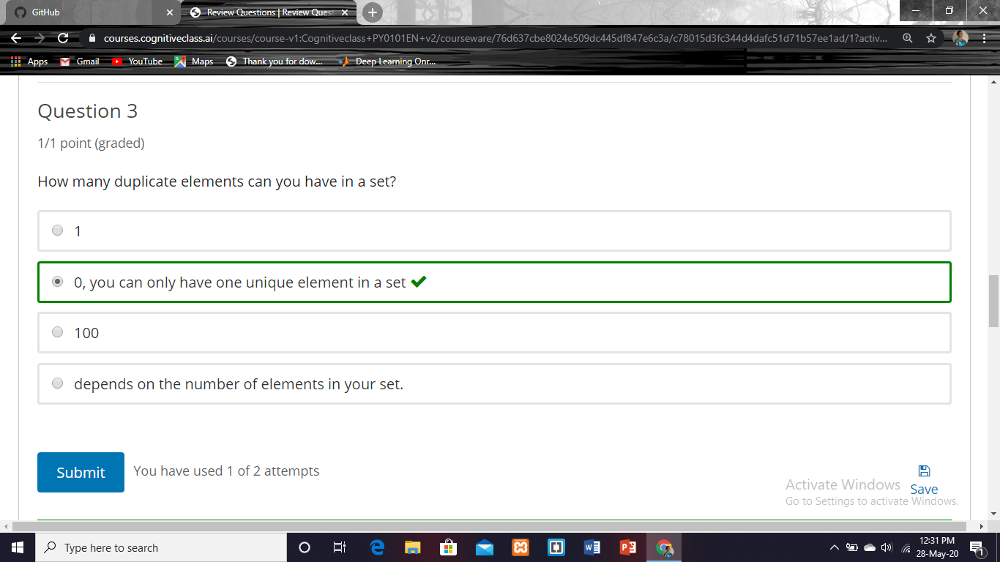 GitHub
Review Questions | Review Ques
courses.cognitiveclass.ai/courses/course-v1:Cognitiveclass+PY0101EN+v2/courseware/76d637cbe8024e509dc445df847e6c3a/c78015d3fc344d4dafc51d71b57ee1ad/1?activ...
Apps Gmail YouTube Maps Thank you for dow... Deep Learning Onr...
Question 3
1/1 point (graded)
How many duplicate elements can you have in a set?
1
0, you can only have one unique element in a set
100
depends on the number of elements in your set.
Submit You have used 1 of 2 attempts
Save
Activate Windows
Go to Settings to activate Windows.
Type here to search
12:31 PM
28-May-20
1